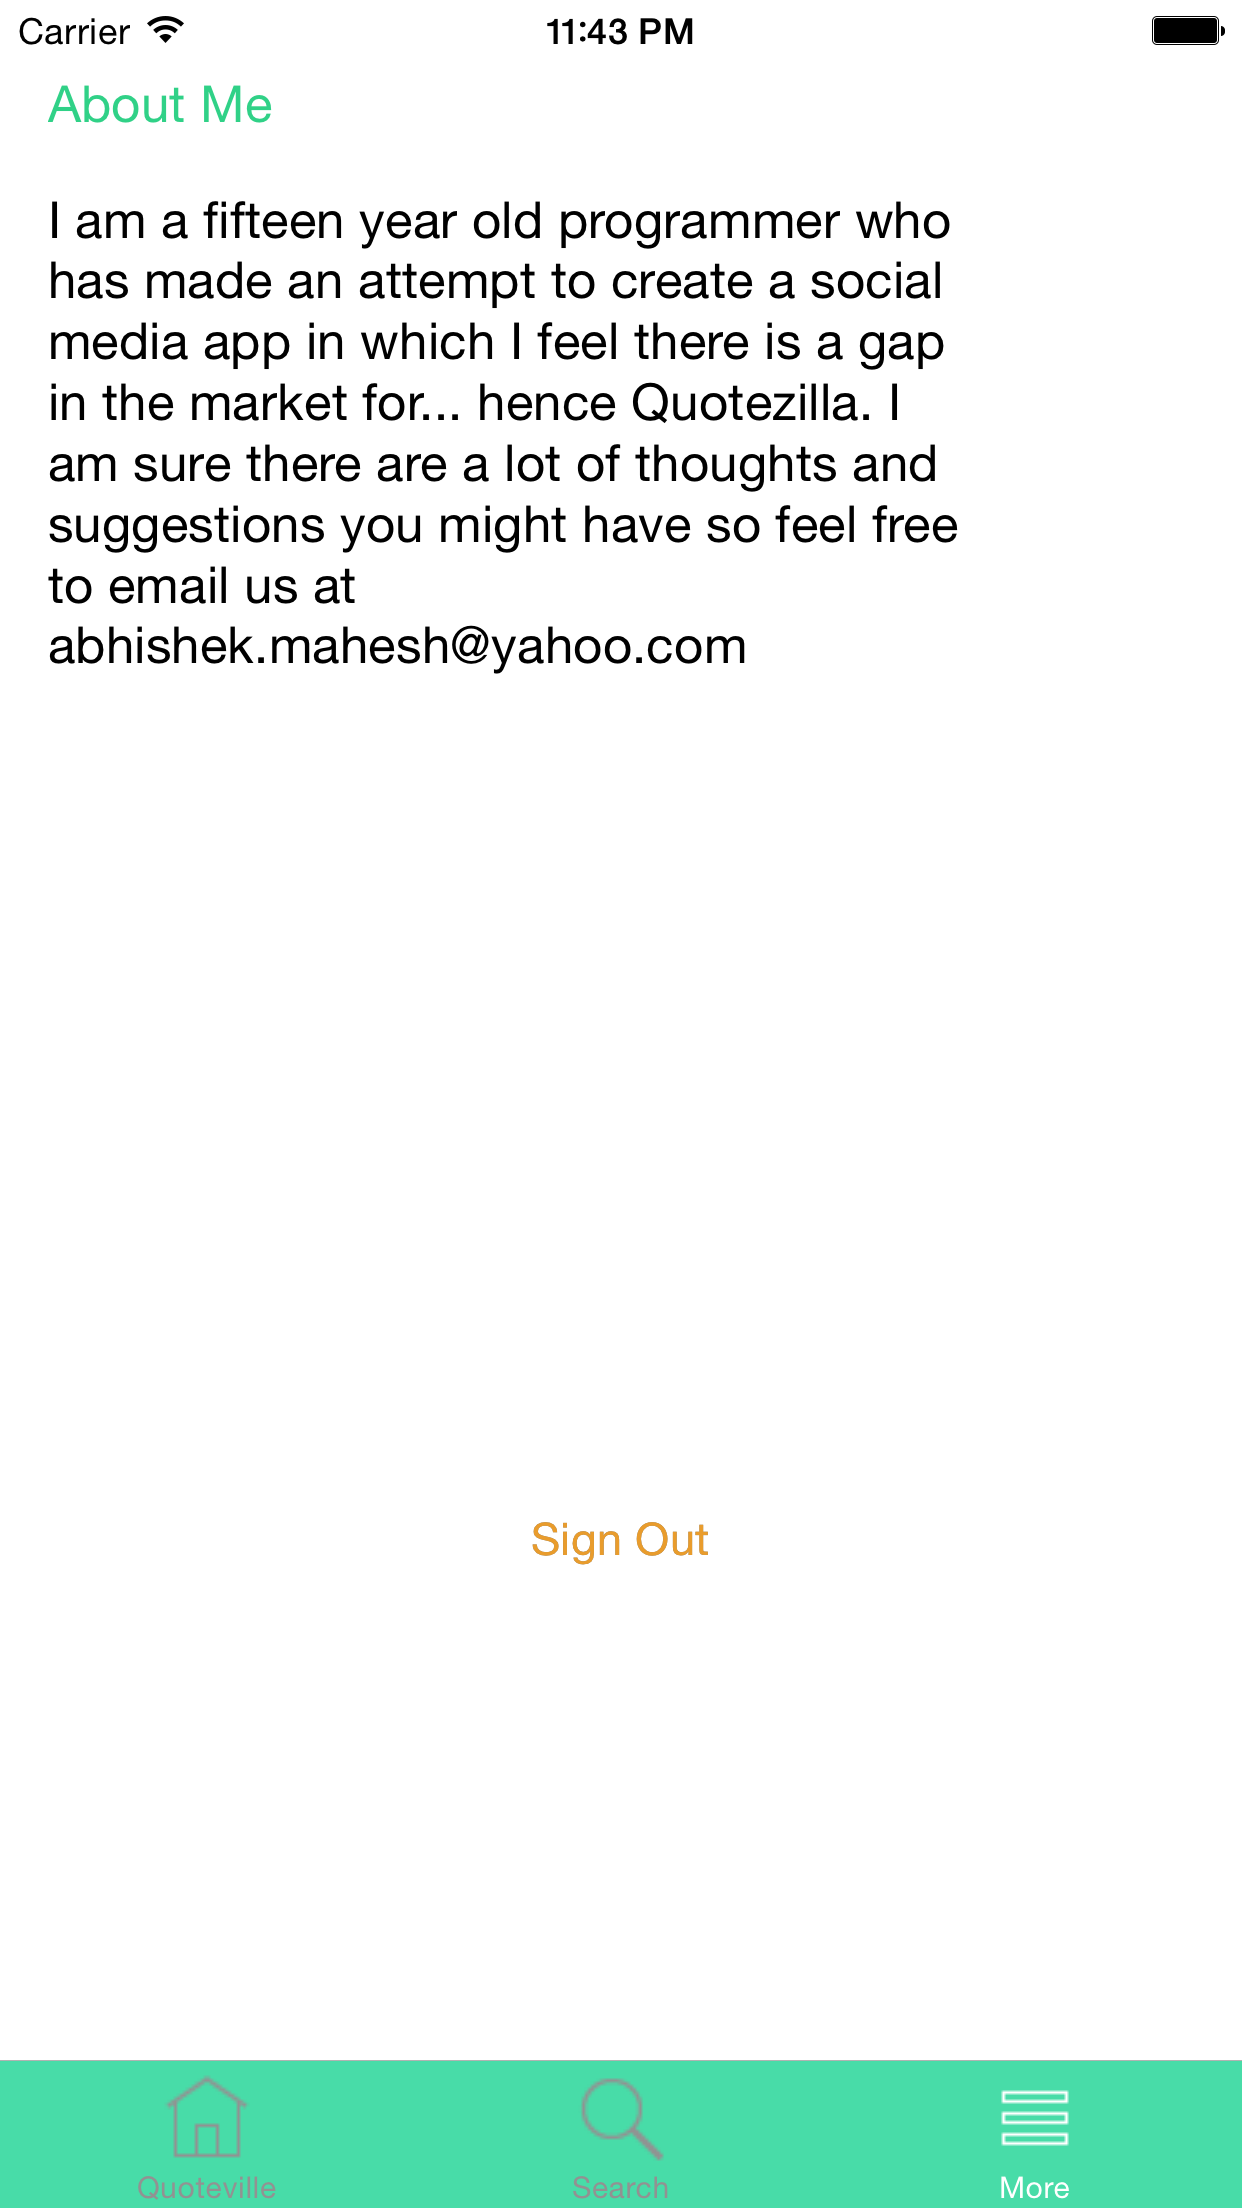 Carrier
11:43 PM
About Me
I am a fifteen year old programmer who
has made an attempt to create a social
media app in which I feel there is a gap
in the market for... hence Quotezilla. I
am sure there are a lot of thoughts and
suggestions you might have so feel free
to email us at
abhishek.mahesh@yahoo.com
Sign Out
Quoteville
Search
More